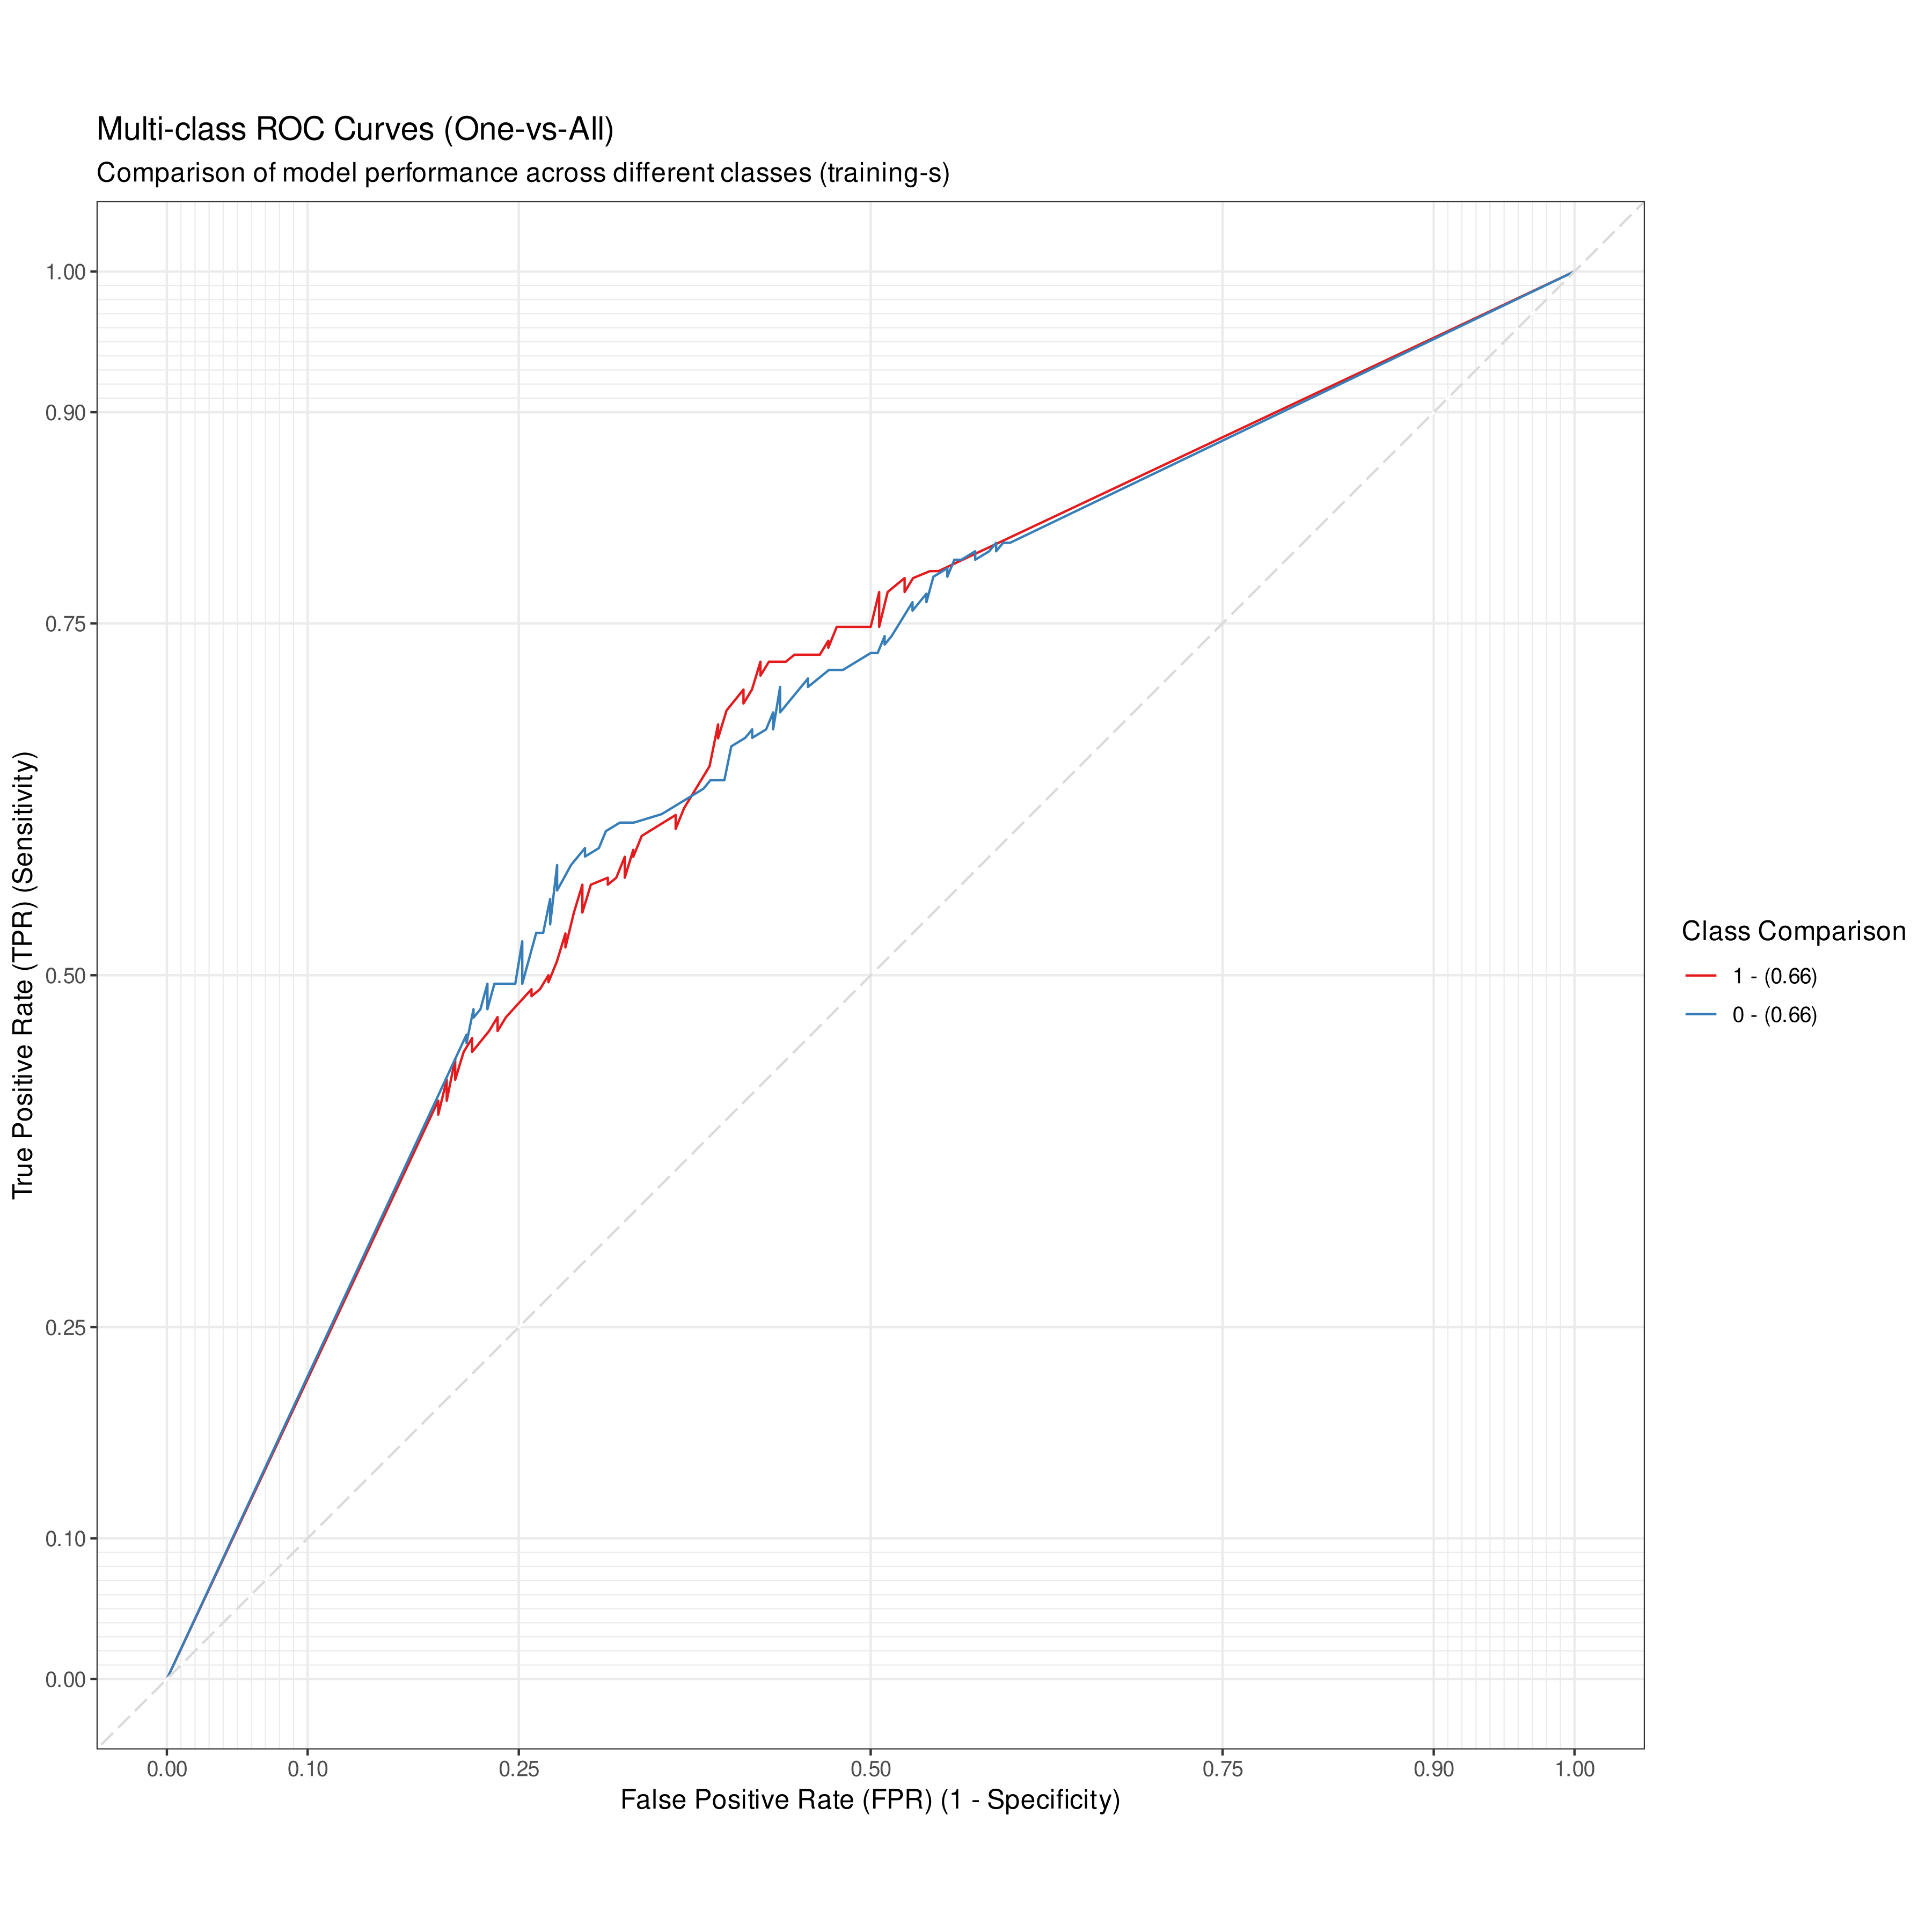 Multi-class ROC Curves (One-vs-All)
Comparison of model performance across different classes (training-s)
True Positive Rate (TPR) (Sensitivity)
1.00
0.90
0.75
0.50
0.25
0.10
0.00
0.00
0.10
0.25
0.50
0.75
0.90
1.00
False Positive Rate (FPR) (1 - Specificity)
Class Comparison
1 - (0.66)
0 - (0.66)